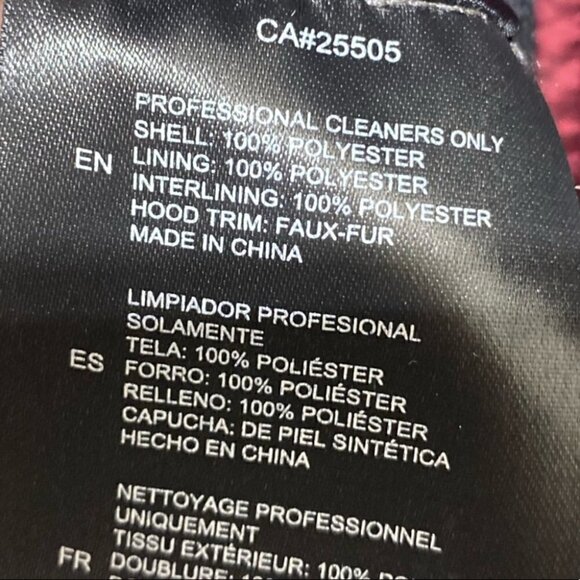 CA#25505
PROFESSIONAL CLEANERS ONLY
SHELL: 100% POLYESTER
EN LINING: 100% POLYESTER
INTERLINING: 100% POLYESTER
HOOD TRIM: FAUX-FUR
MADE IN CHINA
LIMPIADOR PROFESIONAL
SOLAMENTE
TELA: 100% POLIÉSTER
ES FORRO: 100% POLIÉSTER
RELLENO: 100% POLIÉSTER
CAPUCHA: DE PIEL SINTÉTICA
HECHO EN CHINA
NETTOYAGE PROFESSIONNEL
UNIQUEMENT
TISSU EXTÉRIEUR: 100%
FR DOUBLURE: